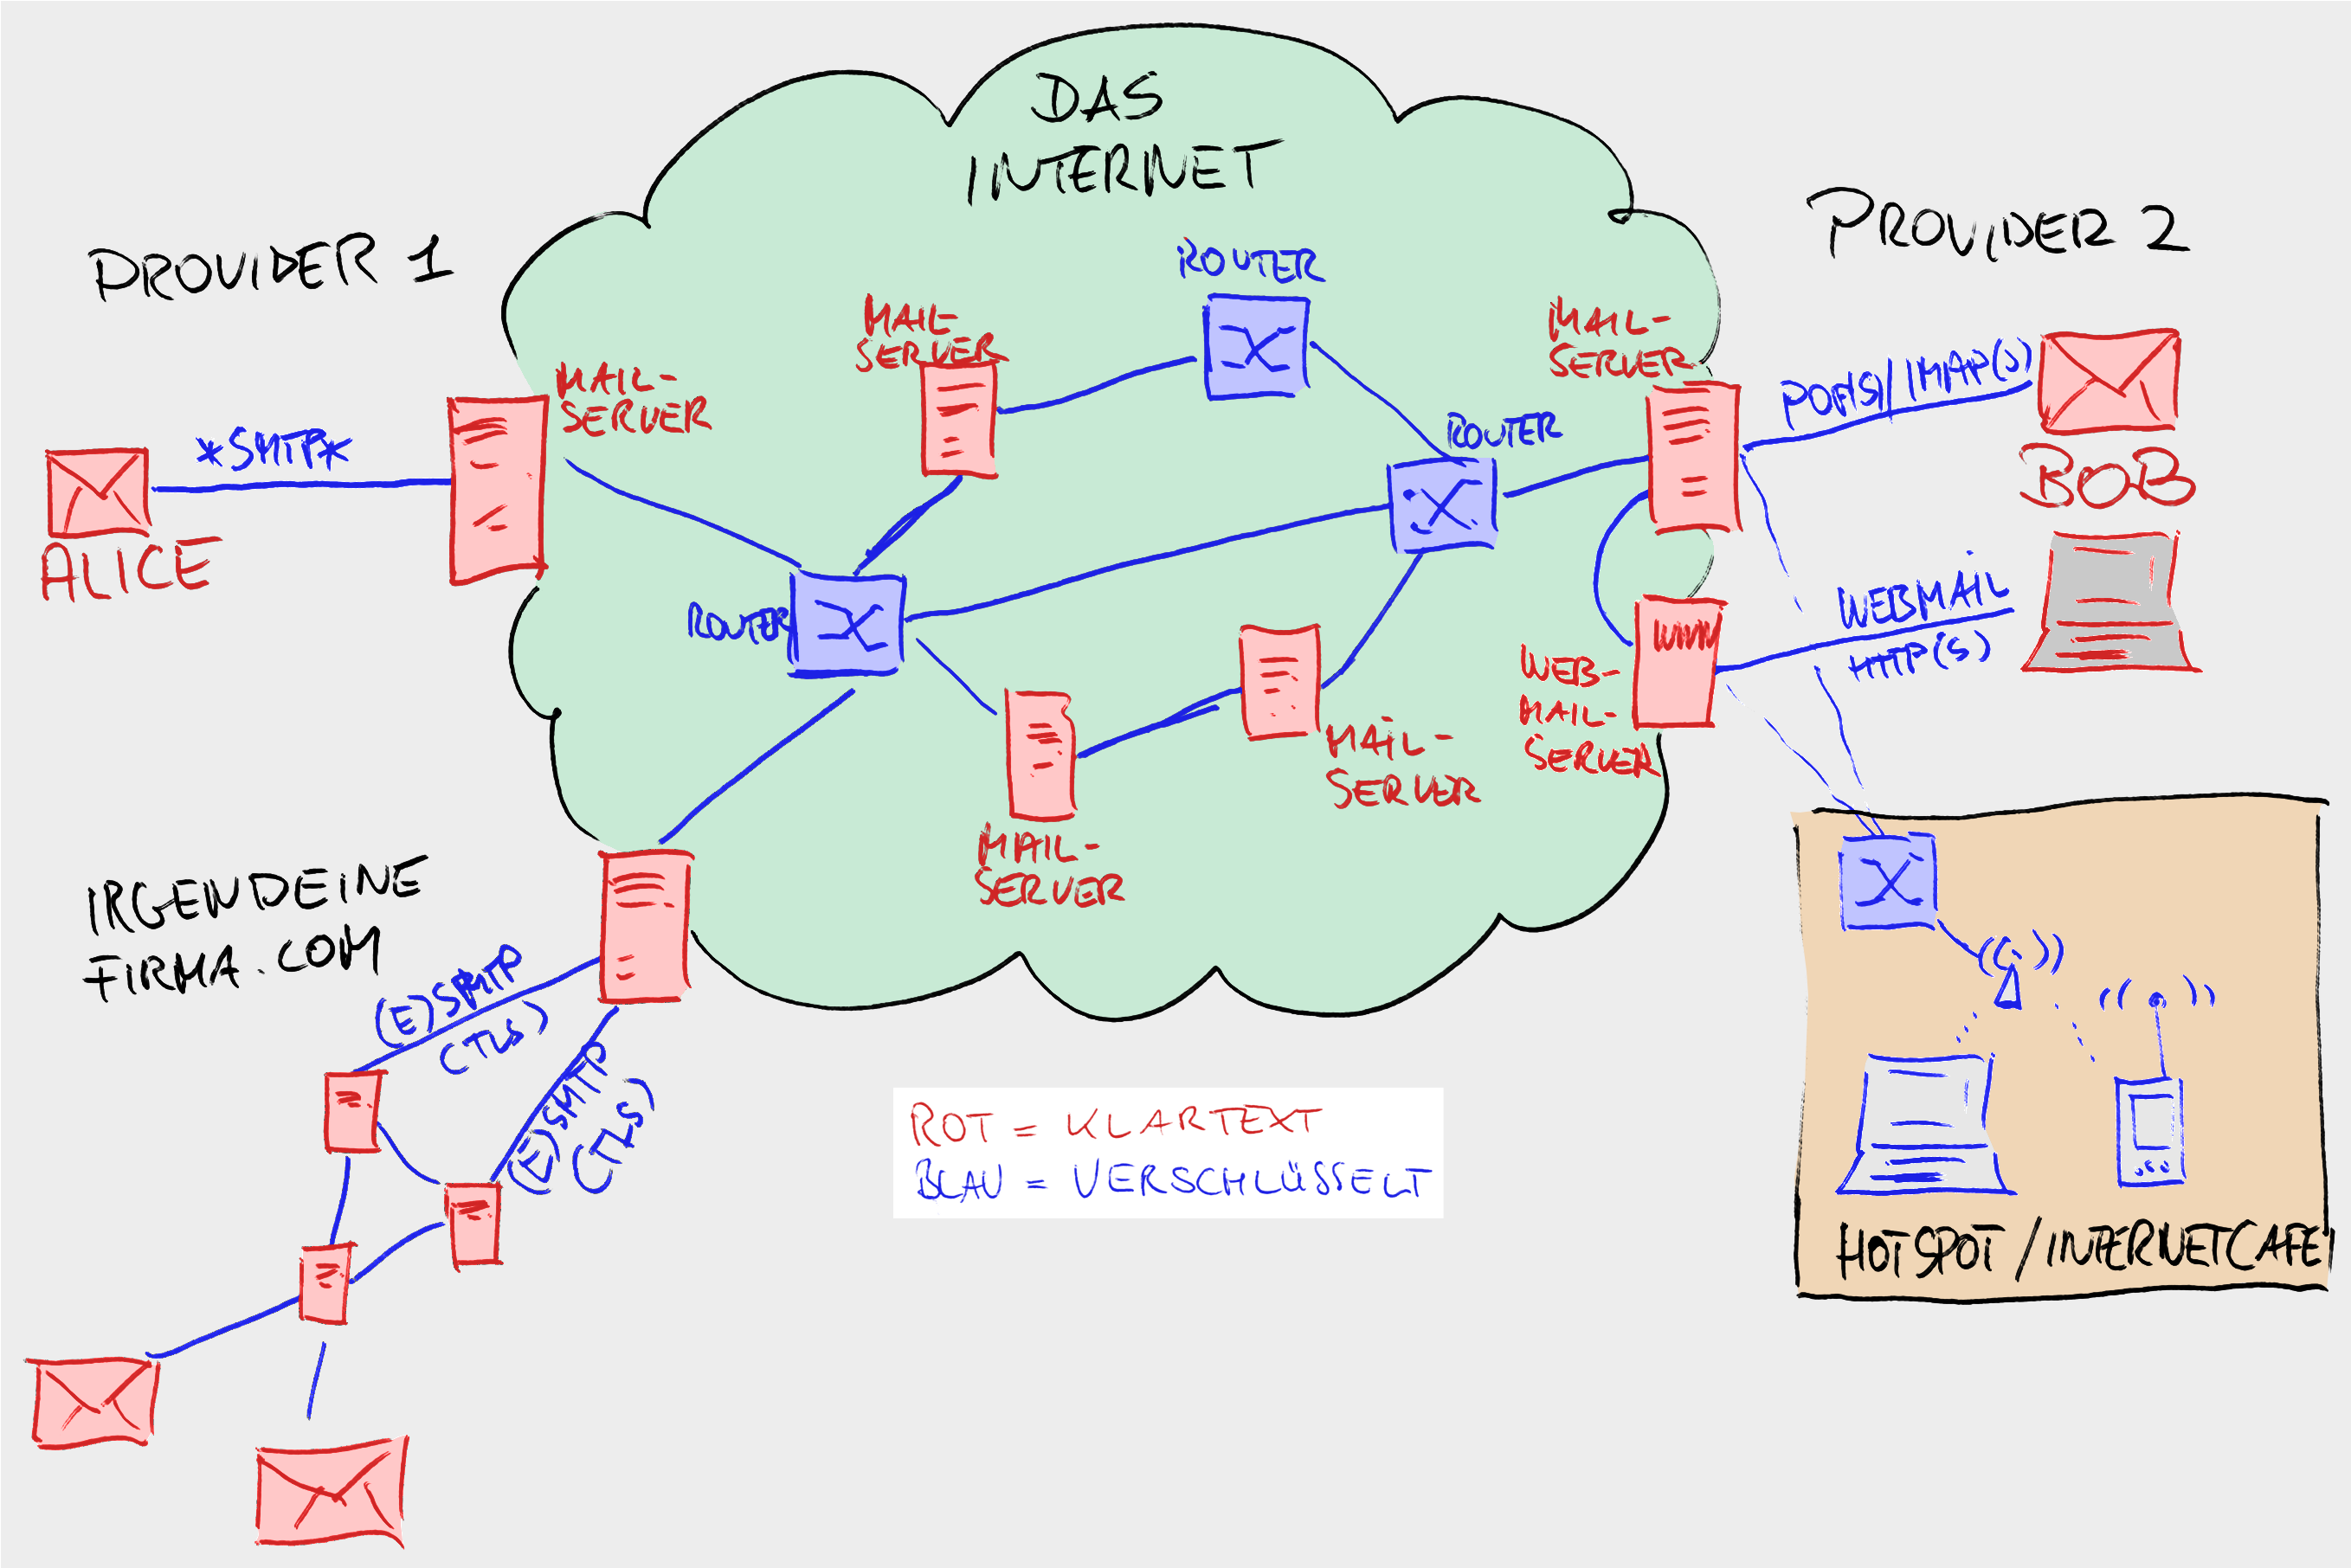 DAS
INTERNET
PROVIDER 1
PROVIDER 2
ROUTER
MAIL-
SERVER
MAIL-
SERVER
MAIL-
SERVER
POP(S)/IMAP(S)
*SMTP*
ROUTER
BOB
ALICE
ROUTER
WEBMAIL
HTTP(S)
WWW
WEB-
MAIL-
SERVER
MAIL-
SERVER
MAIL-
SERVER
IRGENDEINE
FIRMA.COM
(E)SMTP
(TLS)
(E)SMTP
(TLS)
ROT = KLARTEXT
BLAU = VERSCHLÜSSELT
HOTSPOT/INTERNETCAFE